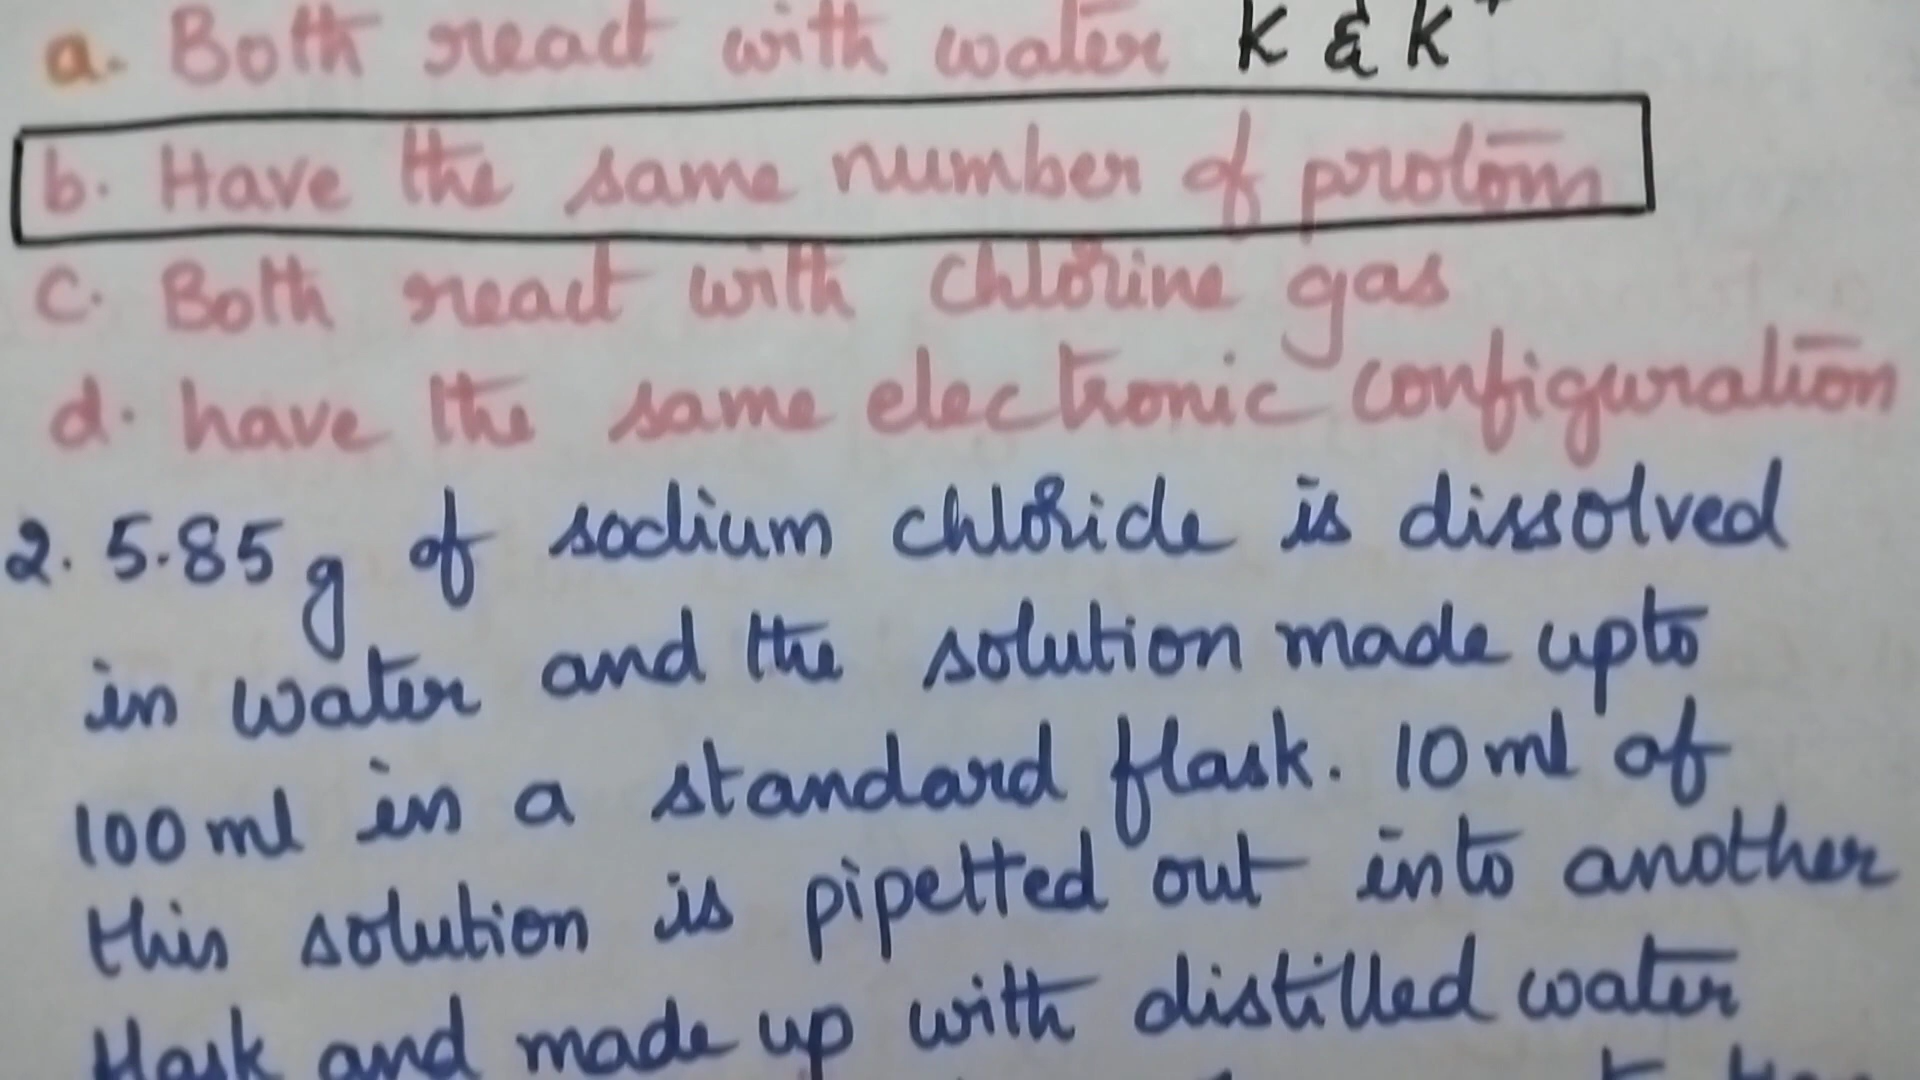 a. Both react with water K & K+
b. Have the same number of protons
c. Both react with chlorine gas
d. have the same electronic configuration
2. 5.85 g of sodium chloride is dissolved
in water and the solution made upto
100 ml in a standard flask. 10 ml of
this solution is pipetted out into another
flask and made up with distilled water